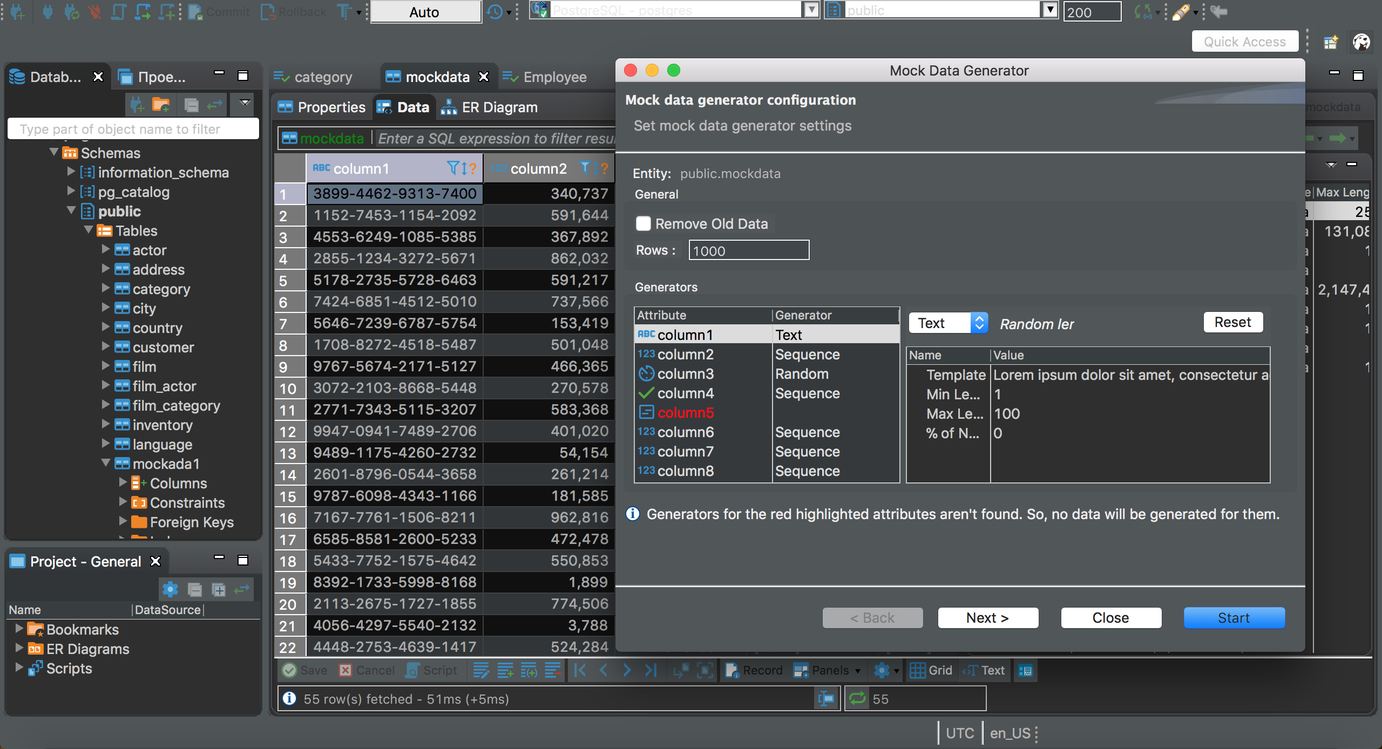 Commit
Rollback
T
Auto
PostgreSQL - postgres
public
200
Quick Access
Datab...
Прое...
Type part of object name to filter
Schemas
information_schema
pg_catalog
public
Tables
actor
address
category
city
country
customer
film
film_actor
film_category
inventory
language
mockada1
Columns
Constraints
Foreign Keys
Project - General
Name DataSource
Bookmarks
ER Diagrams
Scripts
category
mockdata
Employee
Properties
Data
ER Diagram
mockdata
Enter a SQL expression to filter resu
ABC column1
column2
1 3899-4462-9313-7400 340,737
2 1152-7453-1154-2092 591,644
3 4553-6249-1085-5385 367,892
4 2855-1234-3272-5671 862,032
5 5178-2735-5728-6463 591,217
6 7424-6851-4512-5010 737,566
7 5646-7239-6787-5754 153,419
8 1708-8272-4518-5487 501,048
9 9767-5674-2171-5127 466,365
10 3072-2103-8668-5448 270,578
11 2771-7343-5115-3207 583,368
12 9947-0941-7489-2706 401,020
13 9489-1175-4260-2732 54,154
14 2601-8796-0544-3658 261,214
15 9787-6098-4343-1166 181,585
16 7167-7761-1506-8211 962,816
17 6585-8581-2600-5233 472,478
18 5433-7752-1575-4642 550,853
19 8392-1733-5998-8168 1,899
20 2113-2675-1727-1855 774,506
21 4056-4297-5540-2132 3,788
22 4448-2753-4639-1417 524,284
Save
Cancel
Script
Record
Panels
Grid
Text
55 row(s) fetched - 51ms (+5ms)
55
UTC
en_US
Mock Data Generator
Mock data generator configuration
Set mock data generator settings
Entity: public.mockdata
General
Remove Old Data
Rows : 1000
Generators
Attribute Generator
ABC column1 Text
123 column2 Sequence
column3 Random
column4 Sequence
column5
123 column6 Sequence
123 column7 Sequence
123 column8 Sequence
Text
Random ler
Reset
Name Value
Template Lorem ipsum dolor sit amet, consectetur a
Min Le... 1
Max Le... 100
% of N... 0
Generators for the red highlighted attributes aren't found. So, no data will be generated for them.
< Back
Next >
Close
Start
mockdata
Max Leng
25
131,08
1
2,147,4
1
1
1